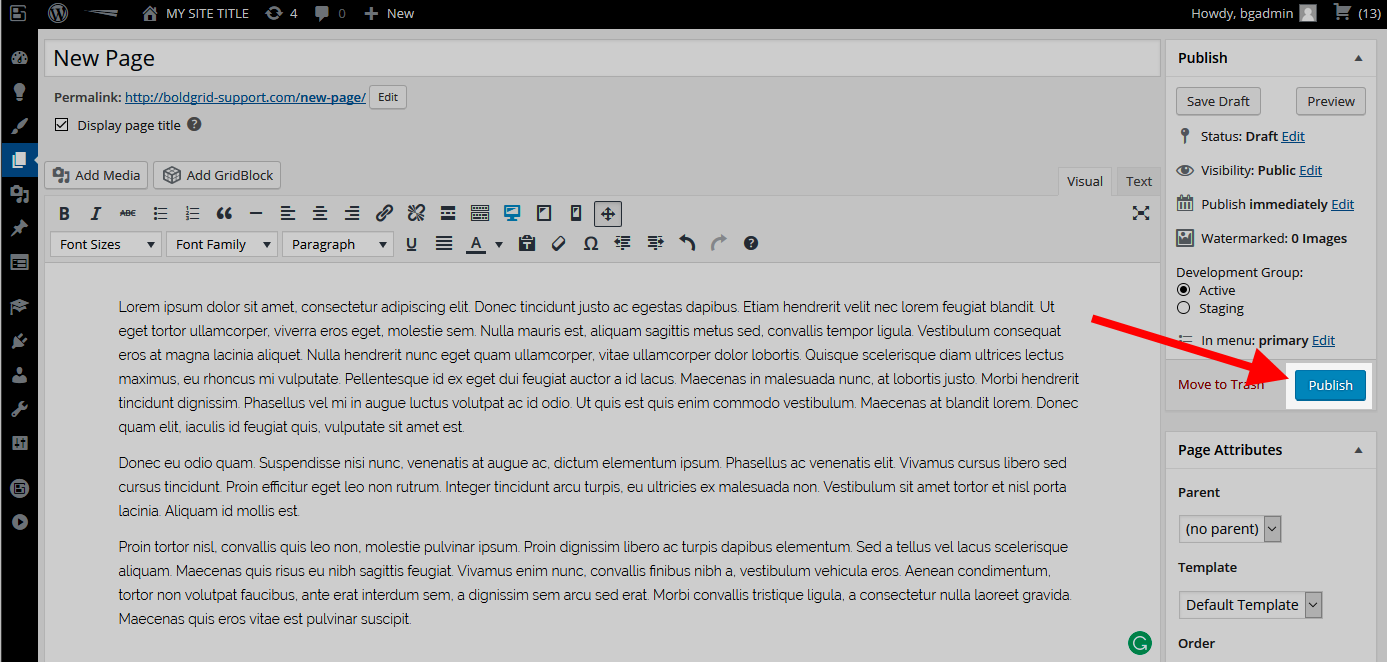 MY SITE TITLE 4 0 New Howdy, bgadmin (13)
New Page
Permalink: http://boldgrid-support.com/new-page/ Edit
Display page title ?
Add Media Add GridBlock
Visual Text
B I ABC
Font Sizes Font Family Paragraph U A Ω ?
Lorem ipsum dolor sit amet, consectetur adipiscing elit. Donec tincidunt justo ac egestas dapibus. Etiam hendrerit velit nec lorem feugiat blandit. Ut
eget tortor ullamcorper, viverra eros eget, molestie sem. Nulla mauris est, aliquam sagittis metus sed, convallis tempor ligula. Vestibulum consequat
eros at magna lacinia aliquet. Nulla hendrerit nunc eget quam ullamcorper, vitae ullamcorper dolor lobortis. Quisque scelerisque diam ultrices lectus
maximus, eu rhoncus mi vulputate. Pellentesque id ex eget dui feugiat auctor a id lacus. Maecenas in malesuada nunc, at lobortis justo. Morbi hendrerit
tincidunt dignissim. Phasellus vel mi in augue luctus volutpat ac id odio. Ut quis est quis enim commodo vestibulum. Maecenas at blandit lorem. Donec
quam elit, iaculis id feugiat quis, vulputate sit amet est.
Donec eu odio quam. Suspendisse nisi nunc, venenatis at augue ac, dictum elementum ipsum. Phasellus ac venenatis elit. Vivamus cursus libero sed
cursus tincidunt. Proin efficitur eget leo non rutrum. Integer tincidunt arcu turpis, eu ultricies ex malesuada non. Vestibulum sit amet tortor et nisl porta
lacinia. Aliquam id mollis est.
Proin tortor nisl, convallis quis leo non, molestie pulvinar ipsum. Proin dignissim libero ac turpis dapibus elementum. Sed a tellus vel lacus scelerisque
aliquam. Maecenas quis risus eu nibh sagittis feugiat. Vivamus enim nunc, convallis finibus nibh a, vestibulum vehicula eros. Aenean condimentum,
tortor non volutpat faucibus, ante erat interdum sem, a dignissim sem arcu sed erat. Morbi convallis tristique ligula, a consectetur nulla laoreet gravida.
Maecenas quis eros vitae est pulvinar suscipit.
Publish
Save Draft Preview
Status: Draft Edit
Visibility: Public Edit
Publish immediately Edit
Watermarked: 0 Images
Development Group:
Active
Staging
In menu: primary Edit
Move to Trash Publish
Page Attributes
Parent
(no parent)
Template
Default Template
Order